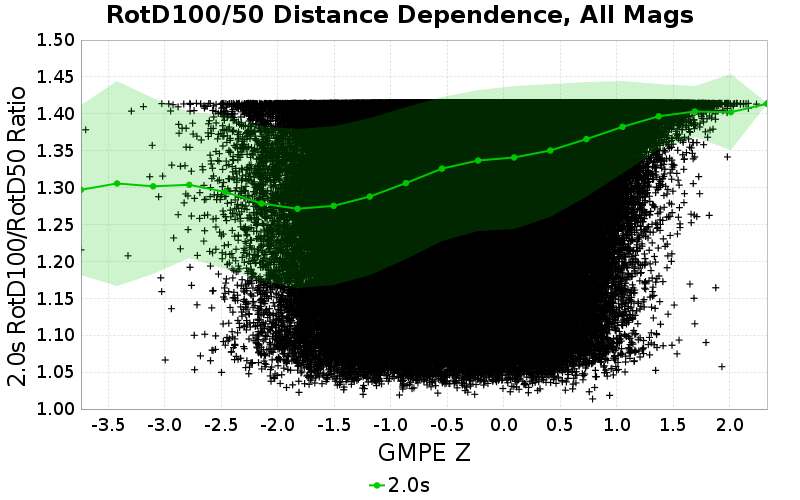 RotD100/50 Distance Dependence, All Mags
2.0s RotD100/RotD50 Ratio
1.50
1.45
1.40
1.35
1.30
1.25
1.20
1.15
1.10
1.05
1.00
-3.5 -3.0 -2.5 -2.0 -1.5 -1.0 -0.5 0.0 0.5 1.0 1.5 2.0
GMPE Z
2.0s